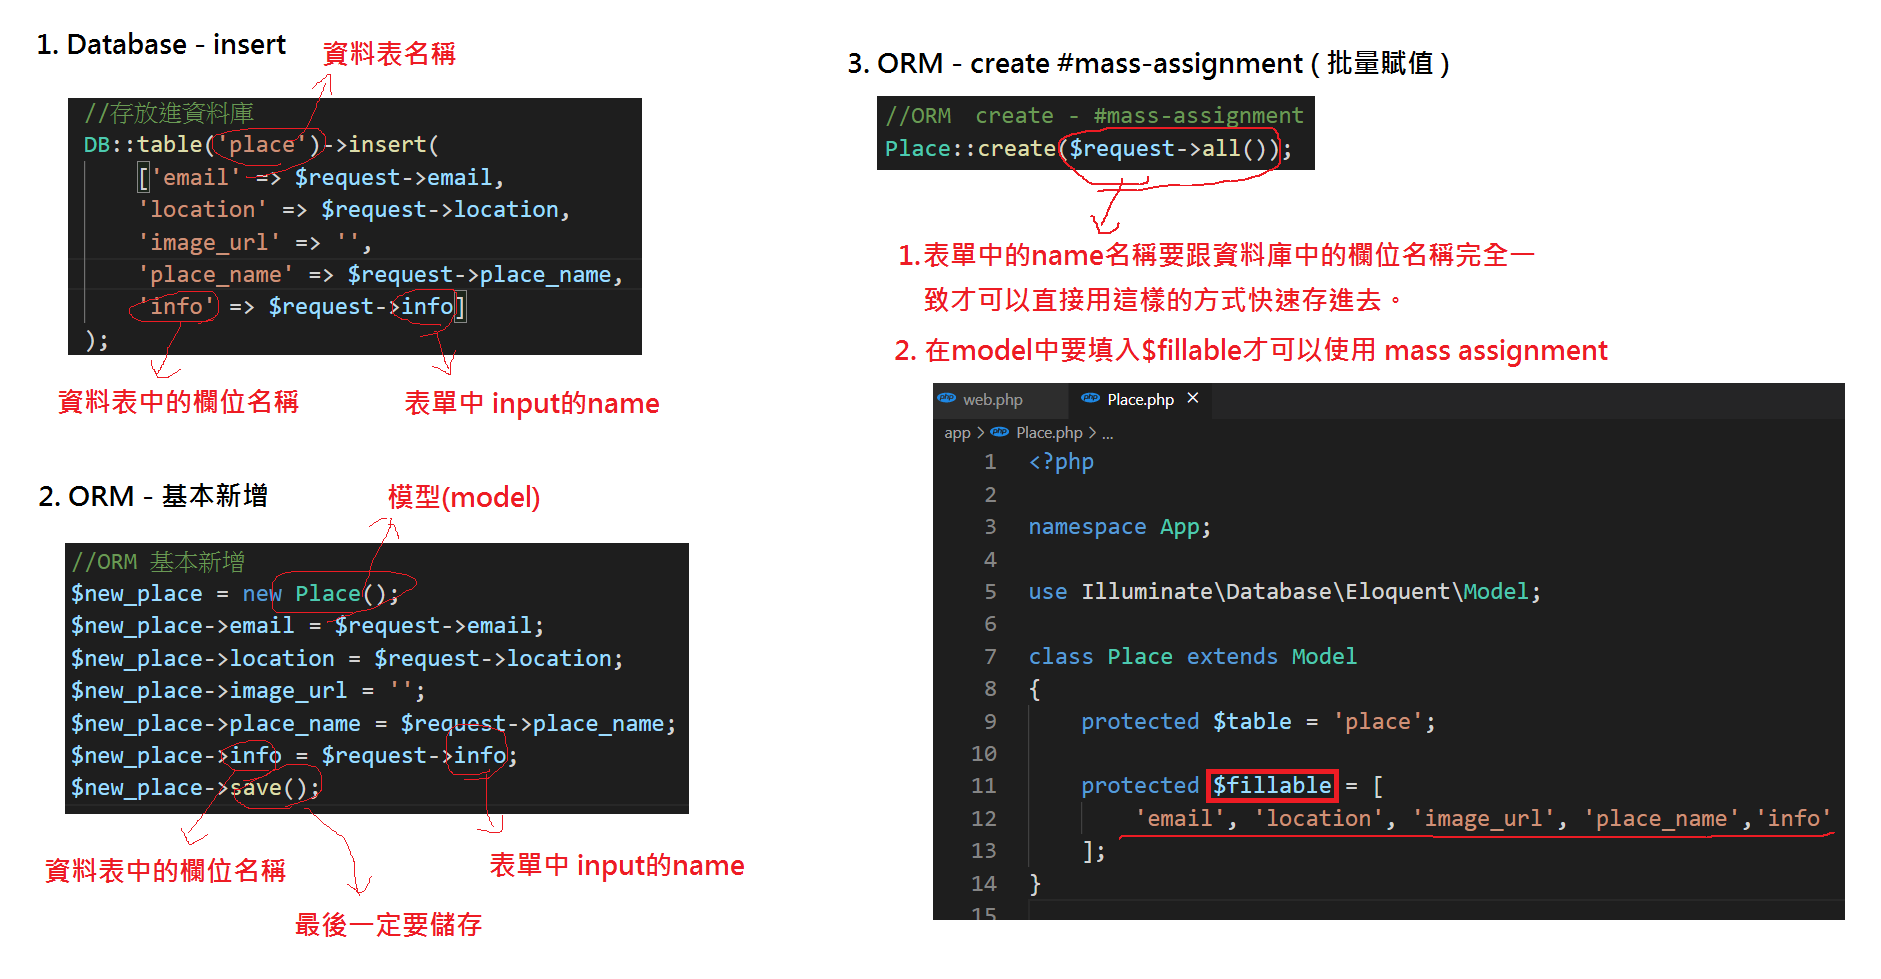 1. Database - insert
資料表名稱
//存放進資料庫
DB::table('place')->insert(
['email' => $request->email,
'location' => $request->location,
'image_url' => '',
'place_name' => $request->place_name,
'info' => $request->info]
);
資料表中的欄位名稱
表單中 input的name
2. ORM - 基本新增
模型(model)
//ORM 基本新增
$new_place = new Place();
$new_place->email = $request->email;
$new_place->location = $request->location;
$new_place->image_url = '';
$new_place->place_name = $request->place_name;
$new_place->info = $request->info;
$new_place->save();
資料表中的欄位名稱
表單中 input的name
最後一定要儲存
3. ORM - create #mass-assignment ( 批量賦值 )
//ORM  create - #mass-assignment
Place::create($request->all());
1. 表單中的name名稱要跟資料庫中的欄位名稱完全一
致才可以直接用這樣的方式快速存進去。
2. 在model中要填入$fillable才可以使用 mass assignment
php web.php
php Place.php ×
app > php Place.php > ...
1 <?php
2
3 namespace App;
4
5 use Illuminate\Database\Eloquent\Model;
6
7 class Place extends Model
8 {
9 protected $table = 'place';
10
11 protected $fillable = [
12 'email', 'location', 'image_url', 'place_name','info'
13 ];
14 }
15